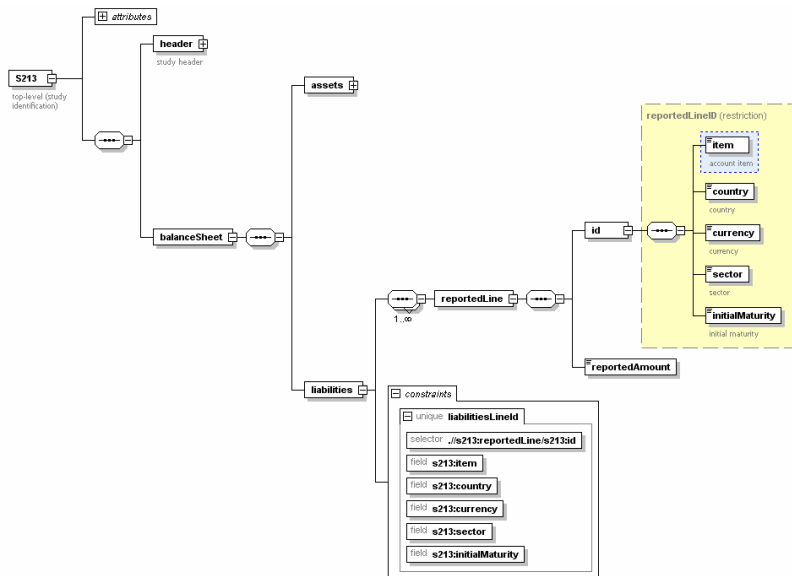 attributes
header
study header
S213
top-level (study
identification)
balanceSheet
assets
liabilities
1..∞
reportedLine
id
reportedAmount
reportedLineID (restriction)
item
account item
country
country
currency
currency
sector
sector
initialMaturity
initial maturity
constraints
unique liabilitiesLineId
selector .//s213:reportedLine/s213:id
field s213:item
field s213:country
field s213:currency
field s213:sector
field s213:initialMaturity